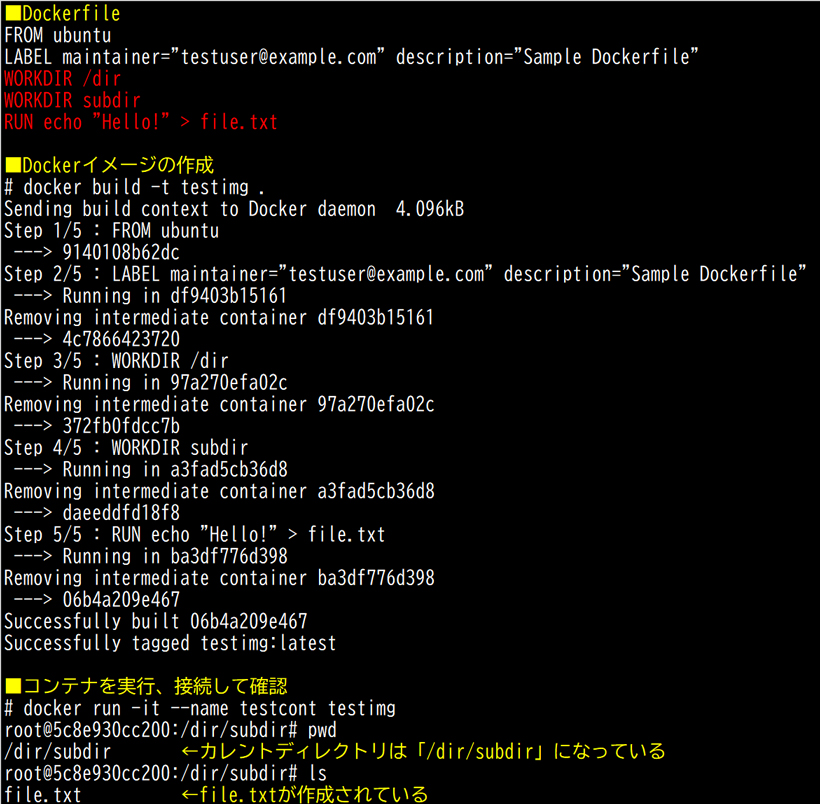 ■Dockerfile
FROM ubuntu
LABEL maintainer=”testuser@example.com” description=”Sample Dockerfile”
WORKDIR /dir
WORKDIR subdir
RUN echo ”Hello!” > file.txt
■Dockerイメージの作成
# docker build -t testimg .
Sending build context to Docker daemon  4.096kB
Step 1/5 : FROM ubuntu
 ---> 9140108b62dc
Step 2/5 : LABEL maintainer=”testuser@example.com” description=”Sample Dockerfile”
 ---> Running in df9403b15161
Removing intermediate container df9403b15161
 ---> 4c7866423720
Step 3/5 : WORKDIR /dir
 ---> Running in 97a270efa02c
Removing intermediate container 97a270efa02c
 ---> 372fb0fdcc7b
Step 4/5 : WORKDIR subdir
 ---> Running in a3fad5cb36d8
Removing intermediate container a3fad5cb36d8
 ---> daeeddfd18f8
Step 5/5 : RUN echo ”Hello!” > file.txt
 ---> Running in ba3df776d398
Removing intermediate container ba3df776d398
 ---> 06b4a209e467
Successfully built 06b4a209e467
Successfully tagged testimg:latest
■コンテナを実行、接続して確認
# docker run -it --name testcont testimg
root@5c8e930cc200:/dir/subdir# pwd
/dir/subdir ←カレントディレクトリは「/dir/subdir」になっている
root@5c8e930cc200:/dir/subdir# ls
file.txt ←file.txtが作成されている